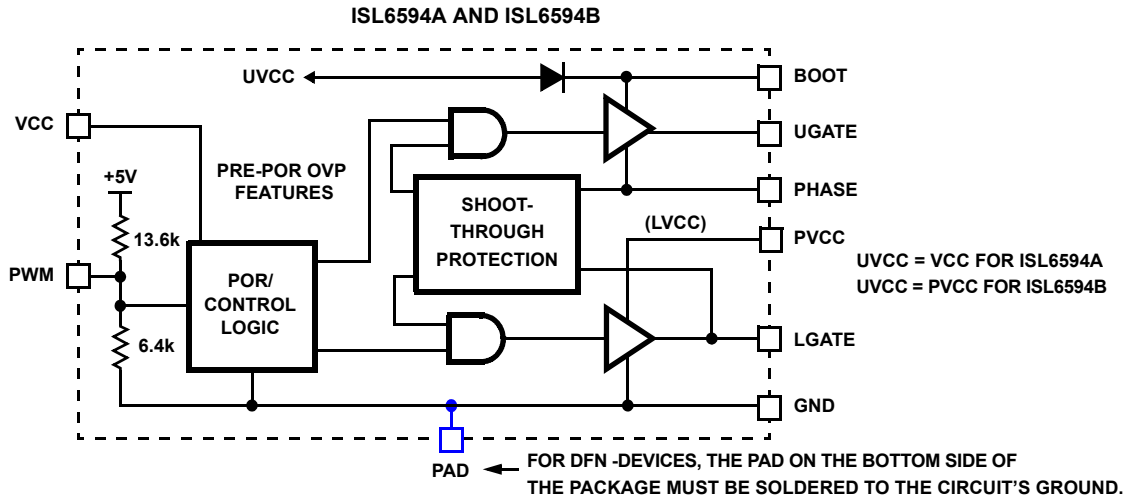 ISL6594A AND ISL6594B
UVCC
BOOT
VCC
UGATE
+5V
PRE-POR OVP
FEATURES
PHASE
SHOOT-
THROUGH
PROTECTION
(LVCC)
13.6k
PVCC
UVCC = VCC FOR ISL6594A
UVCC = PVCC FOR ISL6594B
PWM
POR/
CONTROL
LOGIC
6.4k
LGATE
GND
PAD
FOR DFN -DEVICES, THE PAD ON THE BOTTOM SIDE OF
THE PACKAGE MUST BE SOLDERED TO THE CIRCUIT'S GROUND.